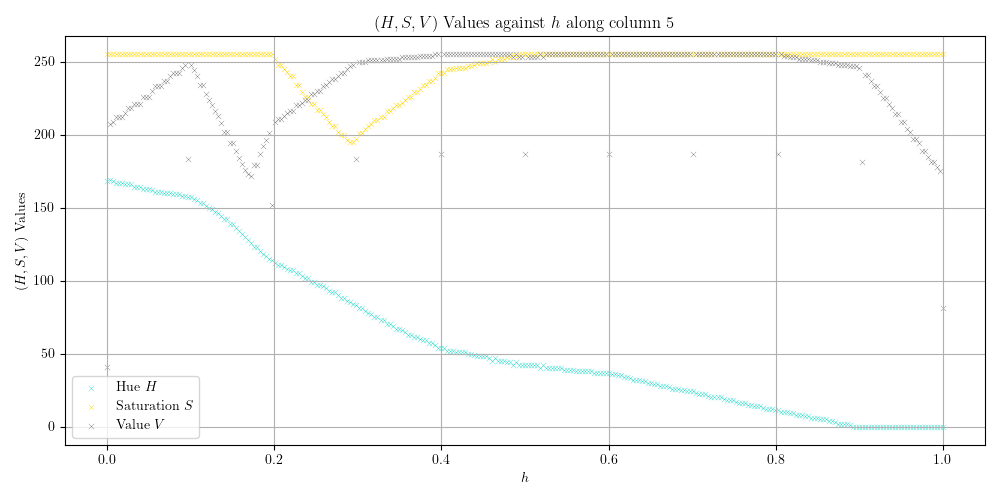 (H, S, V) Values against h along column 5
(H, S, V) Values
250
200
150
100
50
0
Hue H
Saturation S
Value V
0.0 0.2 0.4 0.6 0.8 1.0
h